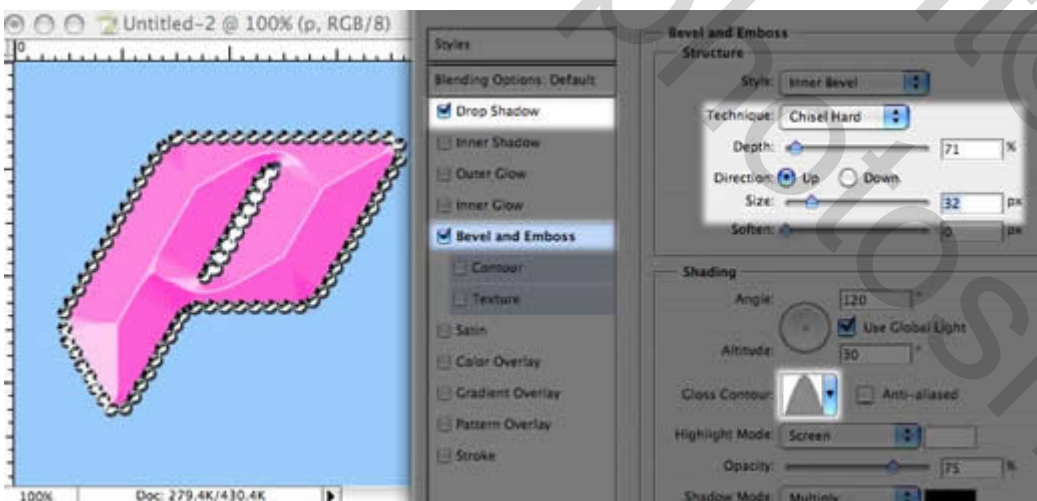 Untitled-2 @ 100% (p, RGB/8)
0
100%
Doc: 279.4K/430.4K
Styles
Blending Options: Default
Drop Shadow
Inner Shadow
Outer Glow
Inner Glow
Bevel and Emboss
Contour
Texture
Satin
Color Overlay
Gradient Overlay
Pattern Overlay
Stroke
Bevel and Emboss
Structure
Style: Inner Bevel
Technique: Chisel Hard
Depth: 71 %
Direction: Up Down
Size: 32 px
Soften: 0 px
Shading
Angle: 120 °
Use Global Light
Altitude: 30 °
Gloss Contour: Anti-aliased
Highlight Mode: Screen
Opacity: 75 %
Shadow Mode: Multiply